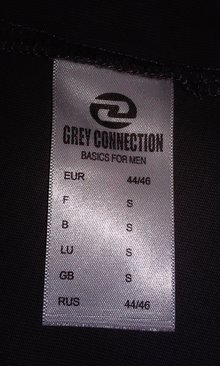 GREY CONNECTION
BASICS FOR MEN
EUR 44/46
F S
B S
LU S
GB S
RUS 44/46